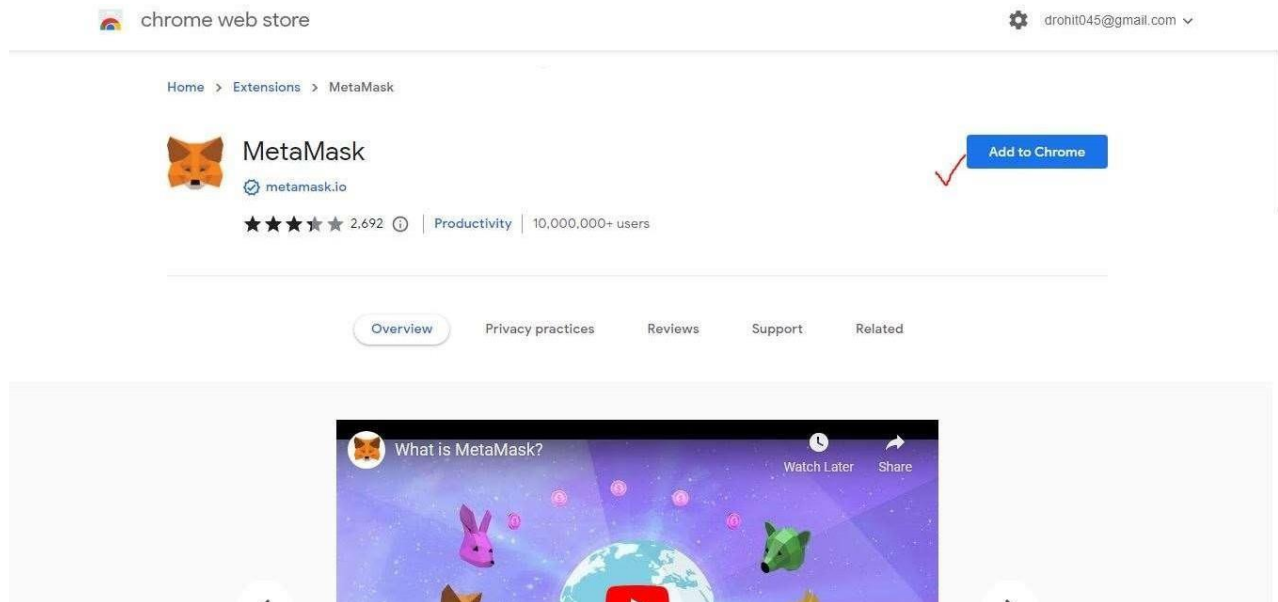 chrome web store
drohit045@gmail.com
Home > Extensions > MetaMask
MetaMask
Add to Chrome
metamask.io
2,692 | Productivity | 10,000,000+ users
Overview Privacy practices Reviews Support Related
What is MetaMask?
Watch Later Share